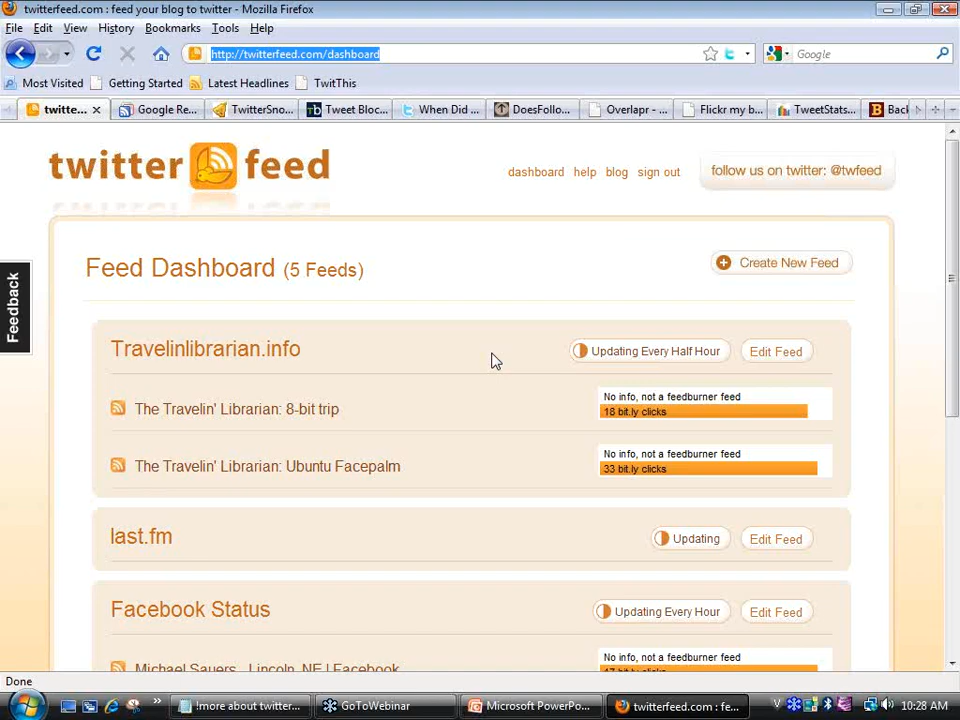 twitterfeed.com : feed your blog to twitter - Mozilla Firefox
File Edit View History Bookmarks Tools Help
http://twitterfeed.com/dashboard
Google
Most Visited Getting Started Latest Headlines TwitThis
twitte... Google Re... TwitterSno... Tweet Bloc... When Did ... DoesFollo... Overlapr - ... Flickr my b... TweetStats... Back
twitter feed
dashboard help blog sign out
follow us on twitter: @twfeed
Feedback
Feed Dashboard (5 Feeds)
Create New Feed
Travelinlibrarian.info
Updating Every Half Hour
Edit Feed
The Travelin' Librarian: 8-bit trip
No info, not a feedburner feed
18 bit.ly clicks
The Travelin' Librarian: Ubuntu Facepalm
No info, not a feedburner feed
33 bit.ly clicks
last.fm
Updating
Edit Feed
Facebook Status
Updating Every Hour
Edit Feed
Michael Sauers - Lincoln, NE | Facebook
No info, not a feedburner feed
17 bit.ly clicks
Done
!more about twitter...
GoToWebinar
Microsoft PowerPo...
twitterfeed.com : fe...
10:28 AM